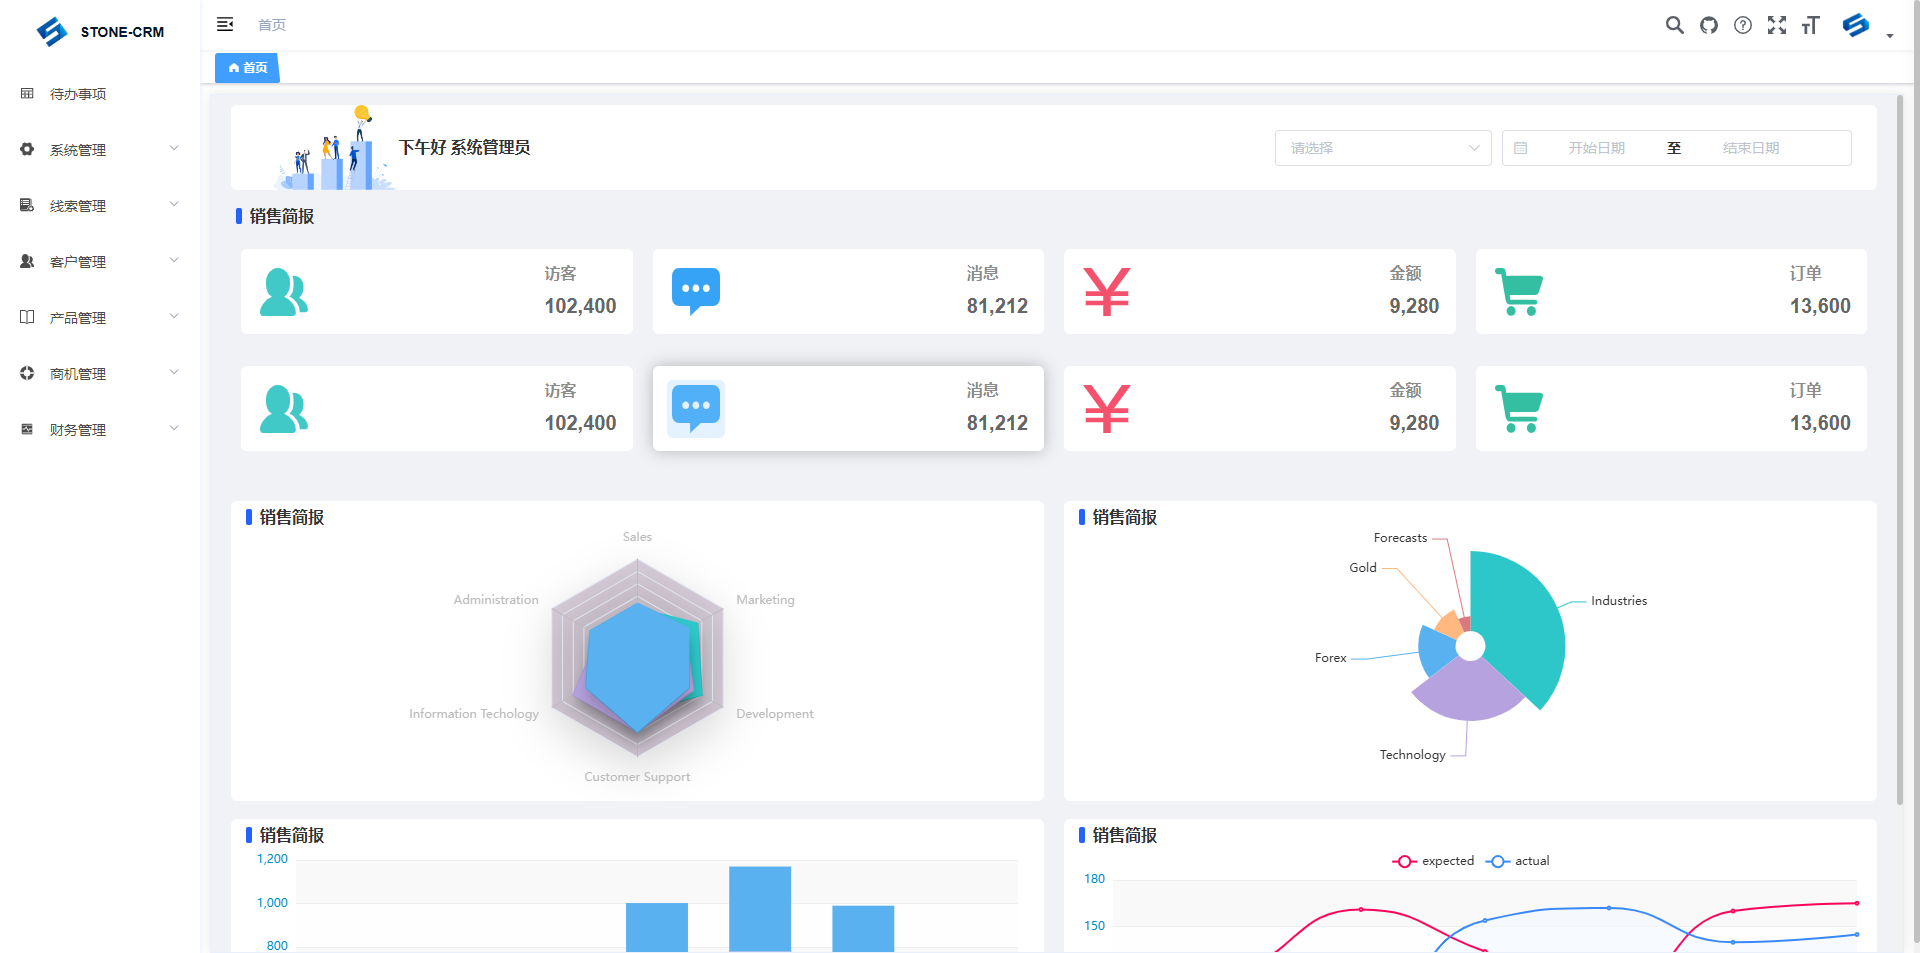 STONE-CRM
首页
首页
待办事项
系统管理
线索管理
客户管理
产品管理
商机管理
财务管理
下午好 系统管理员
请选择
开始日期 至 结束日期
销售简报
访客
102,400
消息
81,212
金额
9,280
订单
13,600
访客
102,400
消息
81,212
金额
9,280
订单
13,600
销售简报
Sales
Administration
Marketing
Information Techology
Development
Customer Support
销售简报
Forecasts
Gold
Industries
Forex
Technology
销售简报
1,200
1,000
800
销售简报
expected
actual
180
150